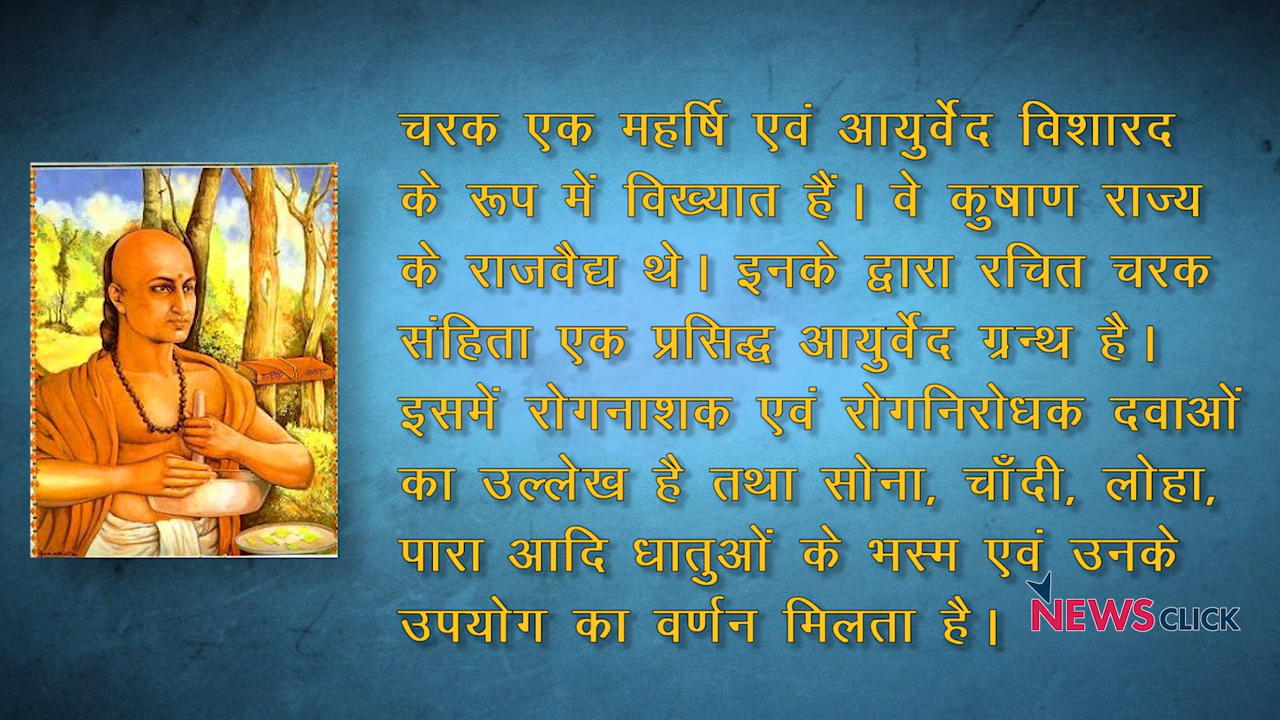 चरक एक महर्षि एवं आयुर्वेद विशारद
के रूप में विख्यात हैं। वे कुषाण राज्य
के राजवैद्य थे। इनके द्वारा रचित चरक
संहिता एक प्रसिद्ध आयुर्वेद ग्रन्थ है।
इसमें रोगनाशक एवं रोगनिरोधक दवाओं
का उल्लेख है तथा सोना, चाँदी, लोहा,
पारा आदि धातुओं के भस्म एवं उनके
उपयोग का वर्णन मिलता है।
NEWSCLICK